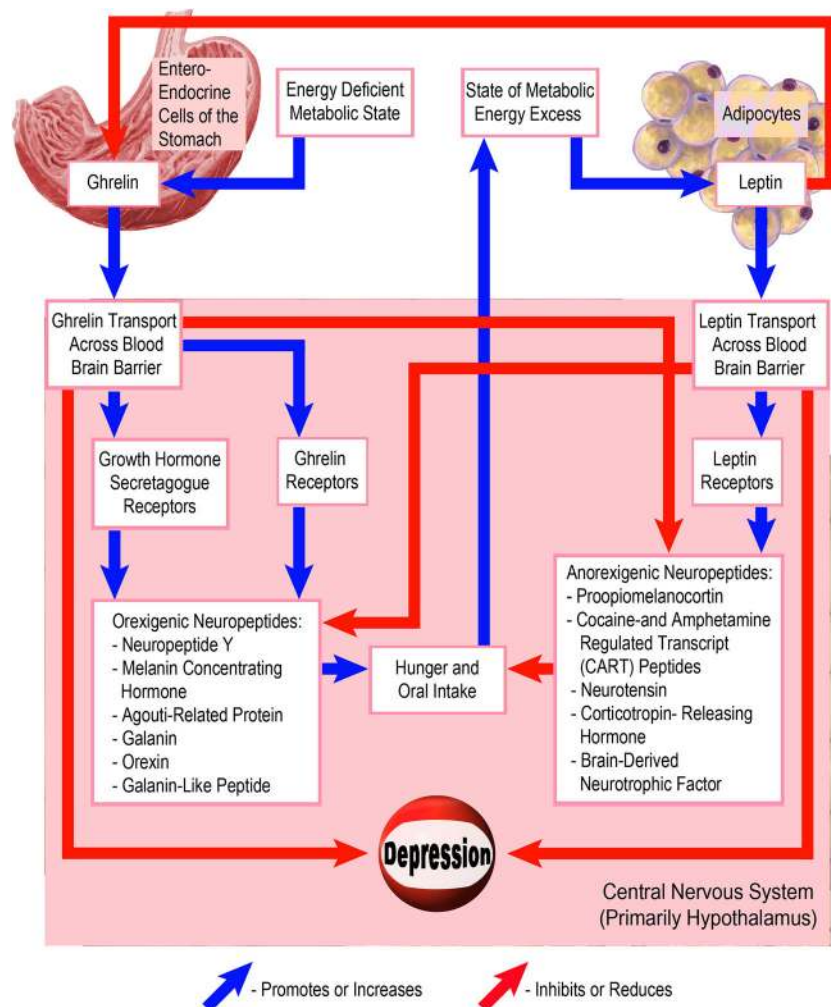 Entero-
Endocrine
Cells of the
Stomach
Energy Deficient
Metabolic State
State of Metabolic
Energy Excess
Adipocytes
Ghrelin
Leptin
Ghrelin Transport
Across Blood
Brain Barrier
Leptin Transport
Across Blood
Brain Barrier
Growth Hormone
Secretagogue
Receptors
Ghrelin
Receptors
Leptin
Receptors
Orexigenic Neuropeptides:
- Neuropeptide Y
- Melanin Concentrating
Hormone
- Agouti-Related Protein
- Galanin
- Orexin
- Galanin-Like Peptide
Hunger and
Oral Intake
Anorexigenic Neuropeptides:
- Proopiomelanocortin
- Cocaine-and Amphetamine
Regulated Transcript
(CART) Peptides
- Neurotensin
- Corticotropin- Releasing
Hormone
- Brain-Derived
Neurotrophic Factor
Depression
Central Nervous System
(Primarily Hypothalamus)
- Promotes or Increases
- Inhibits or Reduces